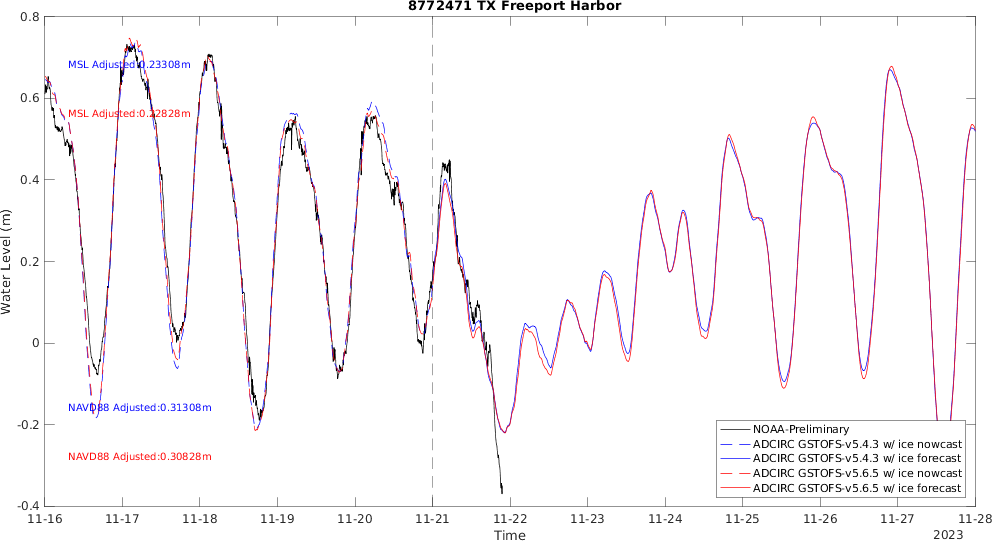 8772471 TX Freeport Harbor
Water Level (m)
0.8
0.6
0.4
0.2
0
-0.2
-0.4
MSL Adjusted:0.23308m
MSL Adjusted:0.22828m
NAVD88 Adjusted:0.31308m
NAVD88 Adjusted:0.30828m
NOAA-Preliminary
ADCIRC GSTOFS-v5.4.3 w/ ice nowcast
ADCIRC GSTOFS-v5.4.3 w/ ice forecast
ADCIRC GSTOFS-v5.6.5 w/ ice nowcast
ADCIRC GSTOFS-v5.6.5 w/ ice forecast
11-16 11-17 11-18 11-19 11-20 11-21 11-22 11-23 11-24 11-25 11-26 11-27 11-28
Time
2023